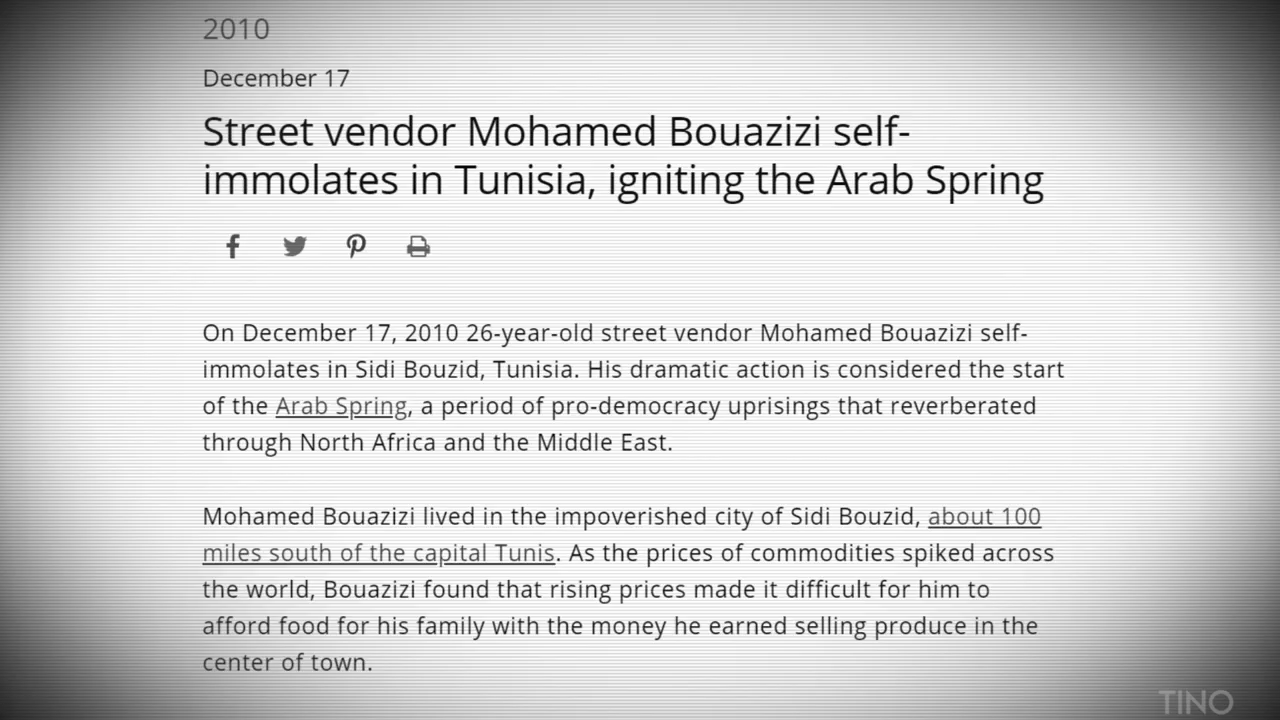 2010
December 17
Street vendor Mohamed Bouazizi self-
immolates in Tunisia, igniting the Arab Spring
On December 17, 2010 26-year-old street vendor Mohamed Bouazizi self-
immolates in Sidi Bouzid, Tunisia. His dramatic action is considered the start
of the Arab Spring, a period of pro-democracy uprisings that reverberated
through North Africa and the Middle East.
Mohamed Bouazizi lived in the impoverished city of Sidi Bouzid, about 100
miles south of the capital Tunis. As the prices of commodities spiked across
the world, Bouazizi found that rising prices made it difficult for him to
afford food for his family with the money he earned selling produce in the
center of town.
TINO